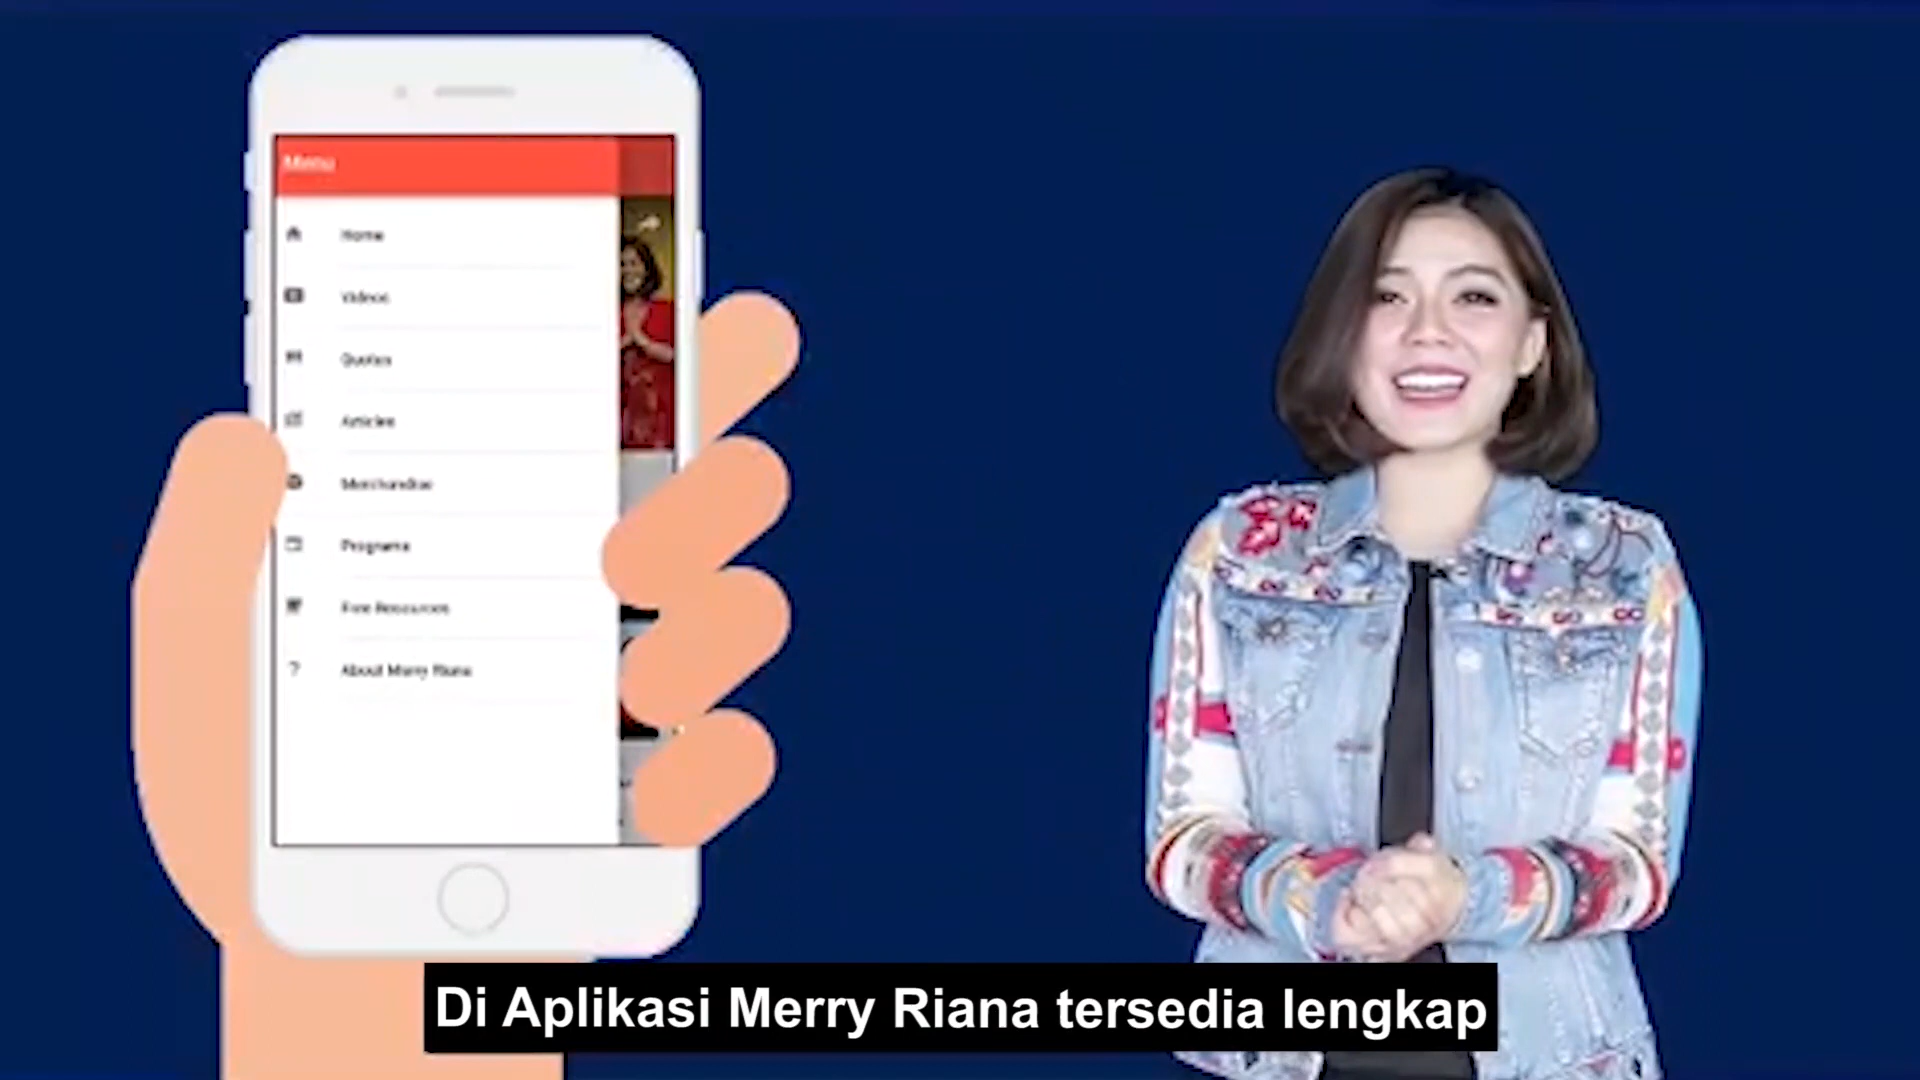 Menu
Home
Videos
Quotes
Articles
Merchandise
Programs
Free Resources
About Merry Riana
Di Aplikasi Merry Riana tersedia lengkap